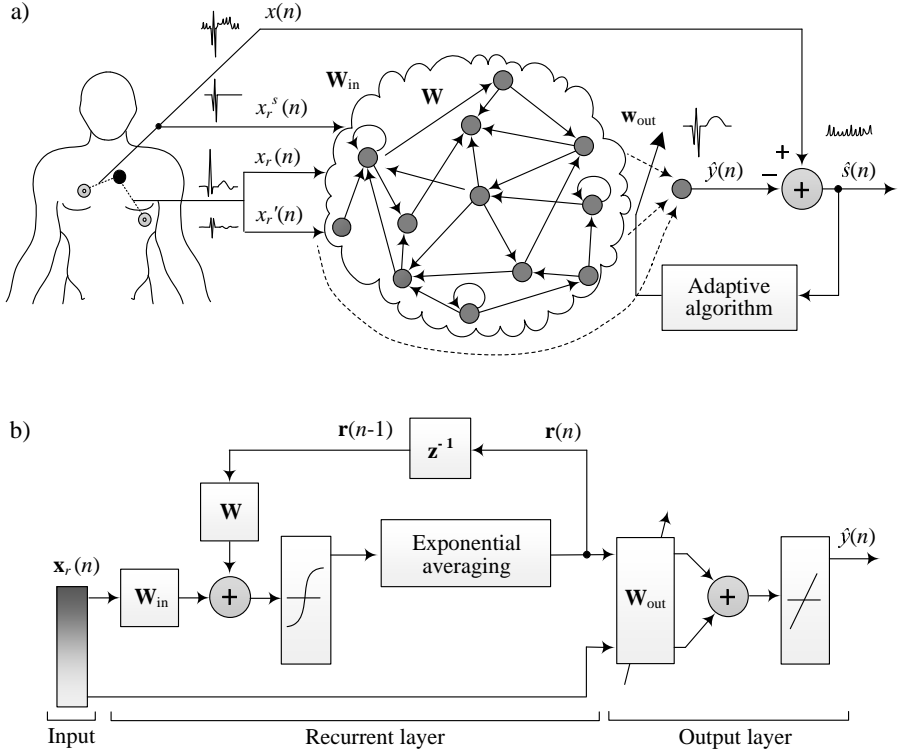 a)
x(n)
W_in
W
x_r^s(n)
w_out
x_r(n)
x_r'(n)
ŷ(n)
+
−
+
ŝ(n)
Adaptive
algorithm
b)
r(n-1)
r(n)
z^-1
W
Exponential
averaging
x_r(n)
W_in
+
W_out
+
ŷ(n)
Input
Recurrent layer
Output layer